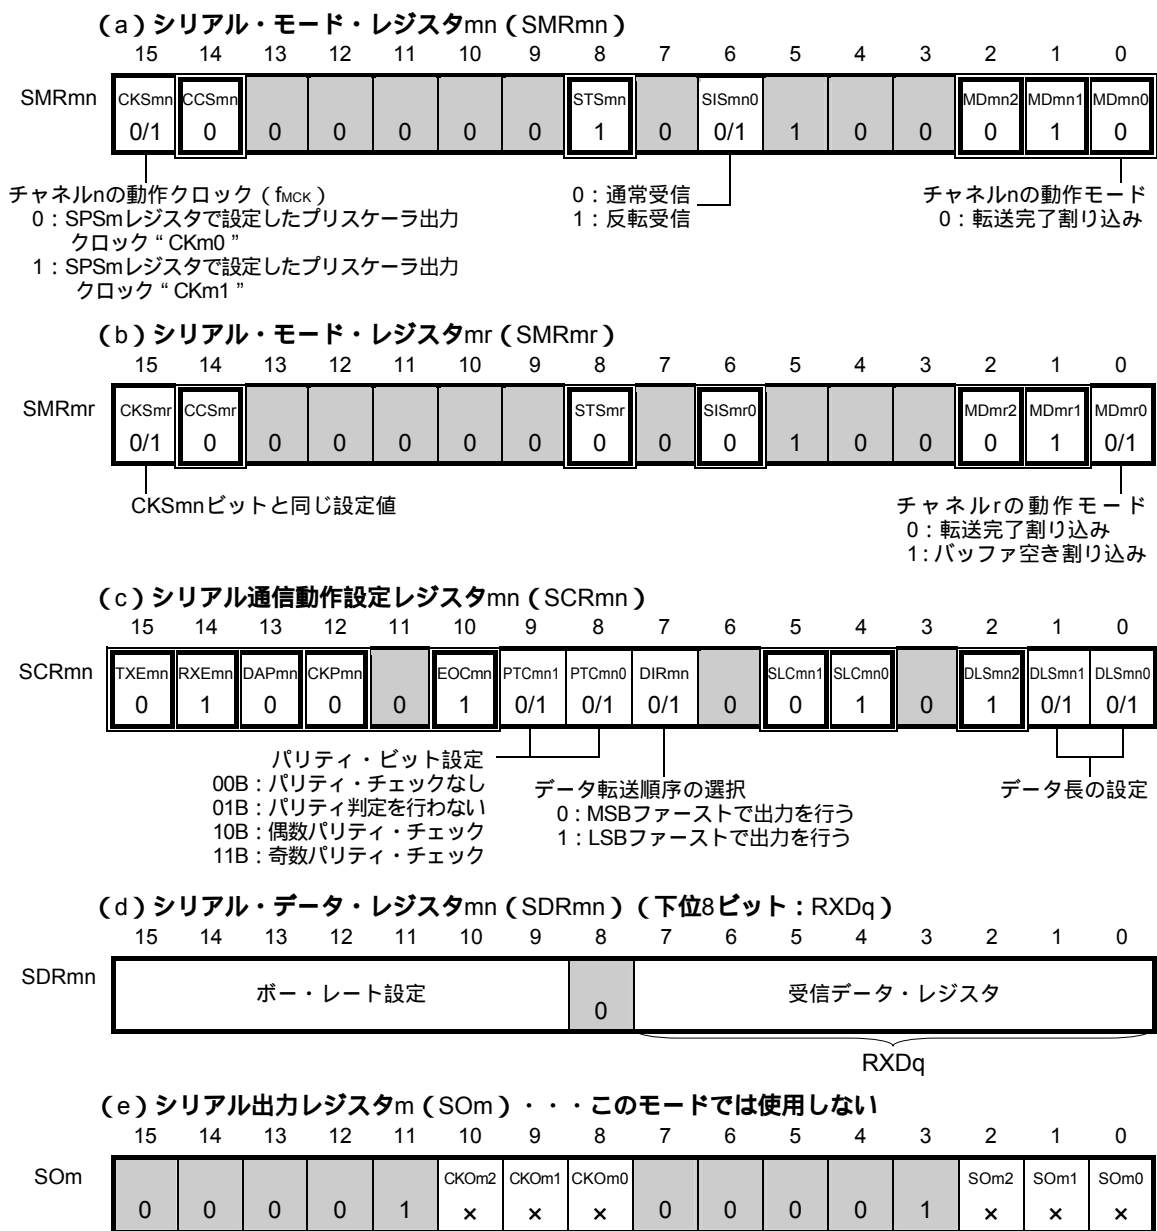 (a)シリアル・モード・レジスタmn(SMRmn)
15 14 13 12 11 10 9 8 7 6 5 4 3 2 1 0
SMRmn CKSmn CCSmn STSmn SISmn0 MDmn2 MDmn1 MDmn0
0/1 0 0 0 0 0 0 1 0 0/1 1 0 0 0 1 0
チャネルnの動作クロック(fMCK)
0:SPSmレジスタで設定したプリスケーラ出力
クロック“CKm0”
1:SPSmレジスタで設定したプリスケーラ出力
クロック“CKm1”
0:通常受信
1:反転受信
チャネルnの動作モード
0:転送完了割り込み
(b)シリアル・モード・レジスタmr(SMRmr)
15 14 13 12 11 10 9 8 7 6 5 4 3 2 1 0
SMRmr CKSmr CCSmr STSmr SISmr0 MDmr2 MDmr1 MDmr0
0/1 0 0 0 0 0 0 0 0 0 1 0 0 0 1 0/1
CKSmnビットと同じ設定値
チャネルrの動作モード
0:転送完了割り込み
1:バッファ空き割り込み
(c)シリアル通信動作設定レジスタmn(SCRmn)
15 14 13 12 11 10 9 8 7 6 5 4 3 2 1 0
SCRmn TXEmn RXEmn DAPmn CKPmn EOCmn PTCmn1 PTCmn0 DIRmn SLCmn1 SLCmn0 DLSmn2 DLSmn1 DLSmn0
0 1 0 0 0 1 0/1 0/1 0/1 0 0 1 0 1 0/1 0/1
パリティ・ビット設定
00B:パリティ・チェックなし
01B:パリティ判定を行わない
10B:偶数パリティ・チェック
11B:奇数パリティ・チェック
データ転送順序の選択
0:MSBファーストで出力を行う
1:LSBファーストで出力を行う
データ長の設定
(d)シリアル・データ・レジスタmn(SDRmn)(下位8ビット:RXDq)
15 14 13 12 11 10 9 8 7 6 5 4 3 2 1 0
SDRmn ボー・レート設定 0 受信データ・レジスタ
RXDq
(e)シリアル出力レジスタm(SOm)・・・このモードでは使用しない
15 14 13 12 11 10 9 8 7 6 5 4 3 2 1 0
SOm CKOm2 CKOm1 CKOm0 SOm2 SOm1 SOm0
0 0 0 0 1 × × × 0 0 0 0 1 × × ×